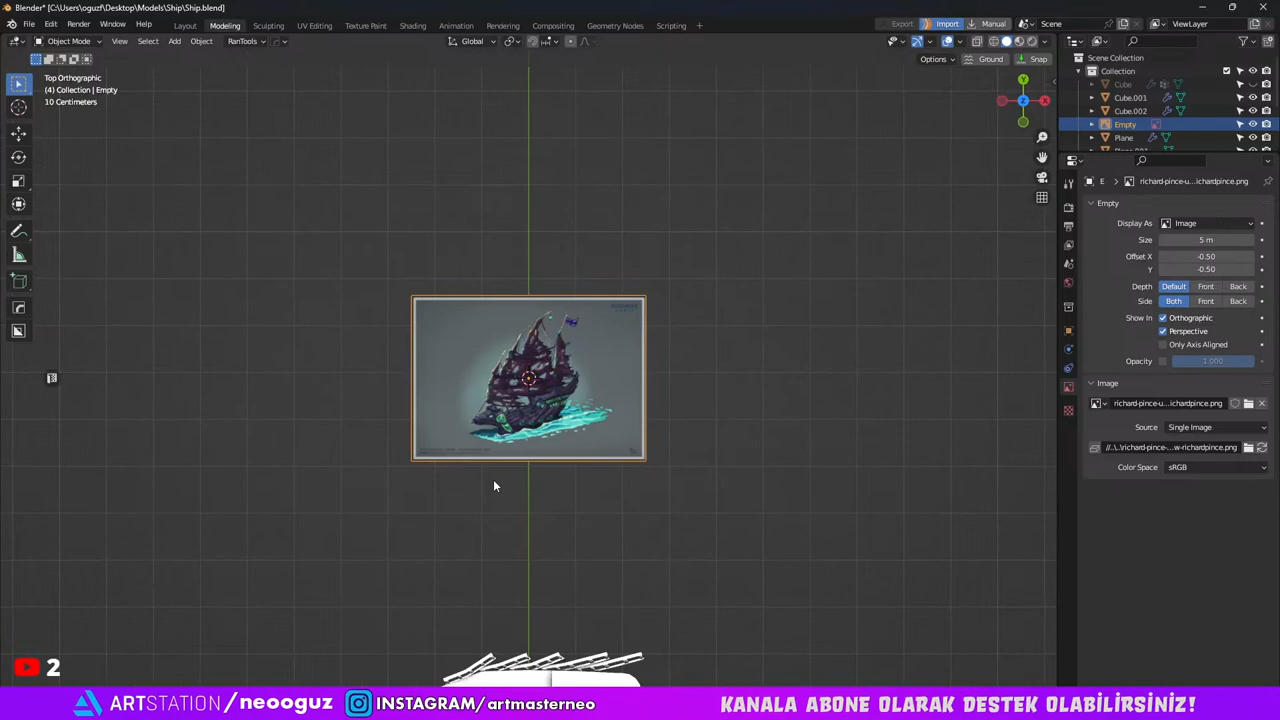 Blender* [C:\Users\oguzf\Desktop\Models\Ship\Ship.blend]
File Edit Render Window Help Layout Modeling Sculpting UV Editing Texture Paint Shading Animation Rendering Compositing Geometry Nodes Scripting + Export Import Manual Scene ViewLayer
Object Mode View Select Add Object RanTools Global
Options Ground Snap
Top Orthographic
(4) Collection | Empty
10 Centimeters
Y
Z
X
Scene Collection
Collection
Cube
Cube.001
Cube.002
Empty
Plane
E > richard-pince-u...ichardpince.png
Empty
Display As Image
Size 5 m
Offset X -0.50
Y -0.50
Depth Default Front Back
Side Both Front Back
Show In Orthographic
Perspective
Only Axis Aligned
Opacity 1.000
Image
richard-pince-u...ichardpince.png
Source Single Image
//..\..\richard-pince-...w-richardpince.png
Color Space sRGB
2
ARTSTATION/neooguz INSTAGRAM/artmasterneo KANALA ABONE OLARAK DESTEK OLABİLİRSİNİZ!